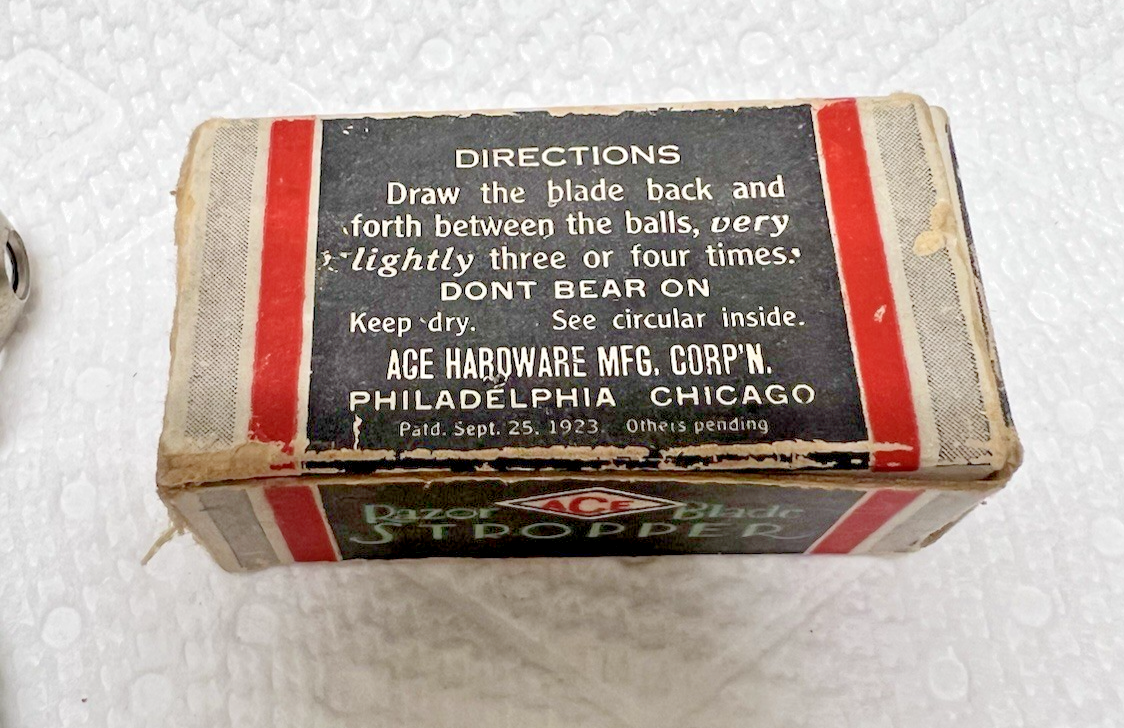 DIRECTIONS
Draw the blade back and
forth between the balls, very
lightly three or four times.
DONT BEAR ON
Keep dry. See circular inside.
ACE HARDWARE MFG. CORP'N.
PHILADELPHIA CHICAGO
Patd. Sept. 25. 1923. Others pending
Razor ACE Blade
STROPPER